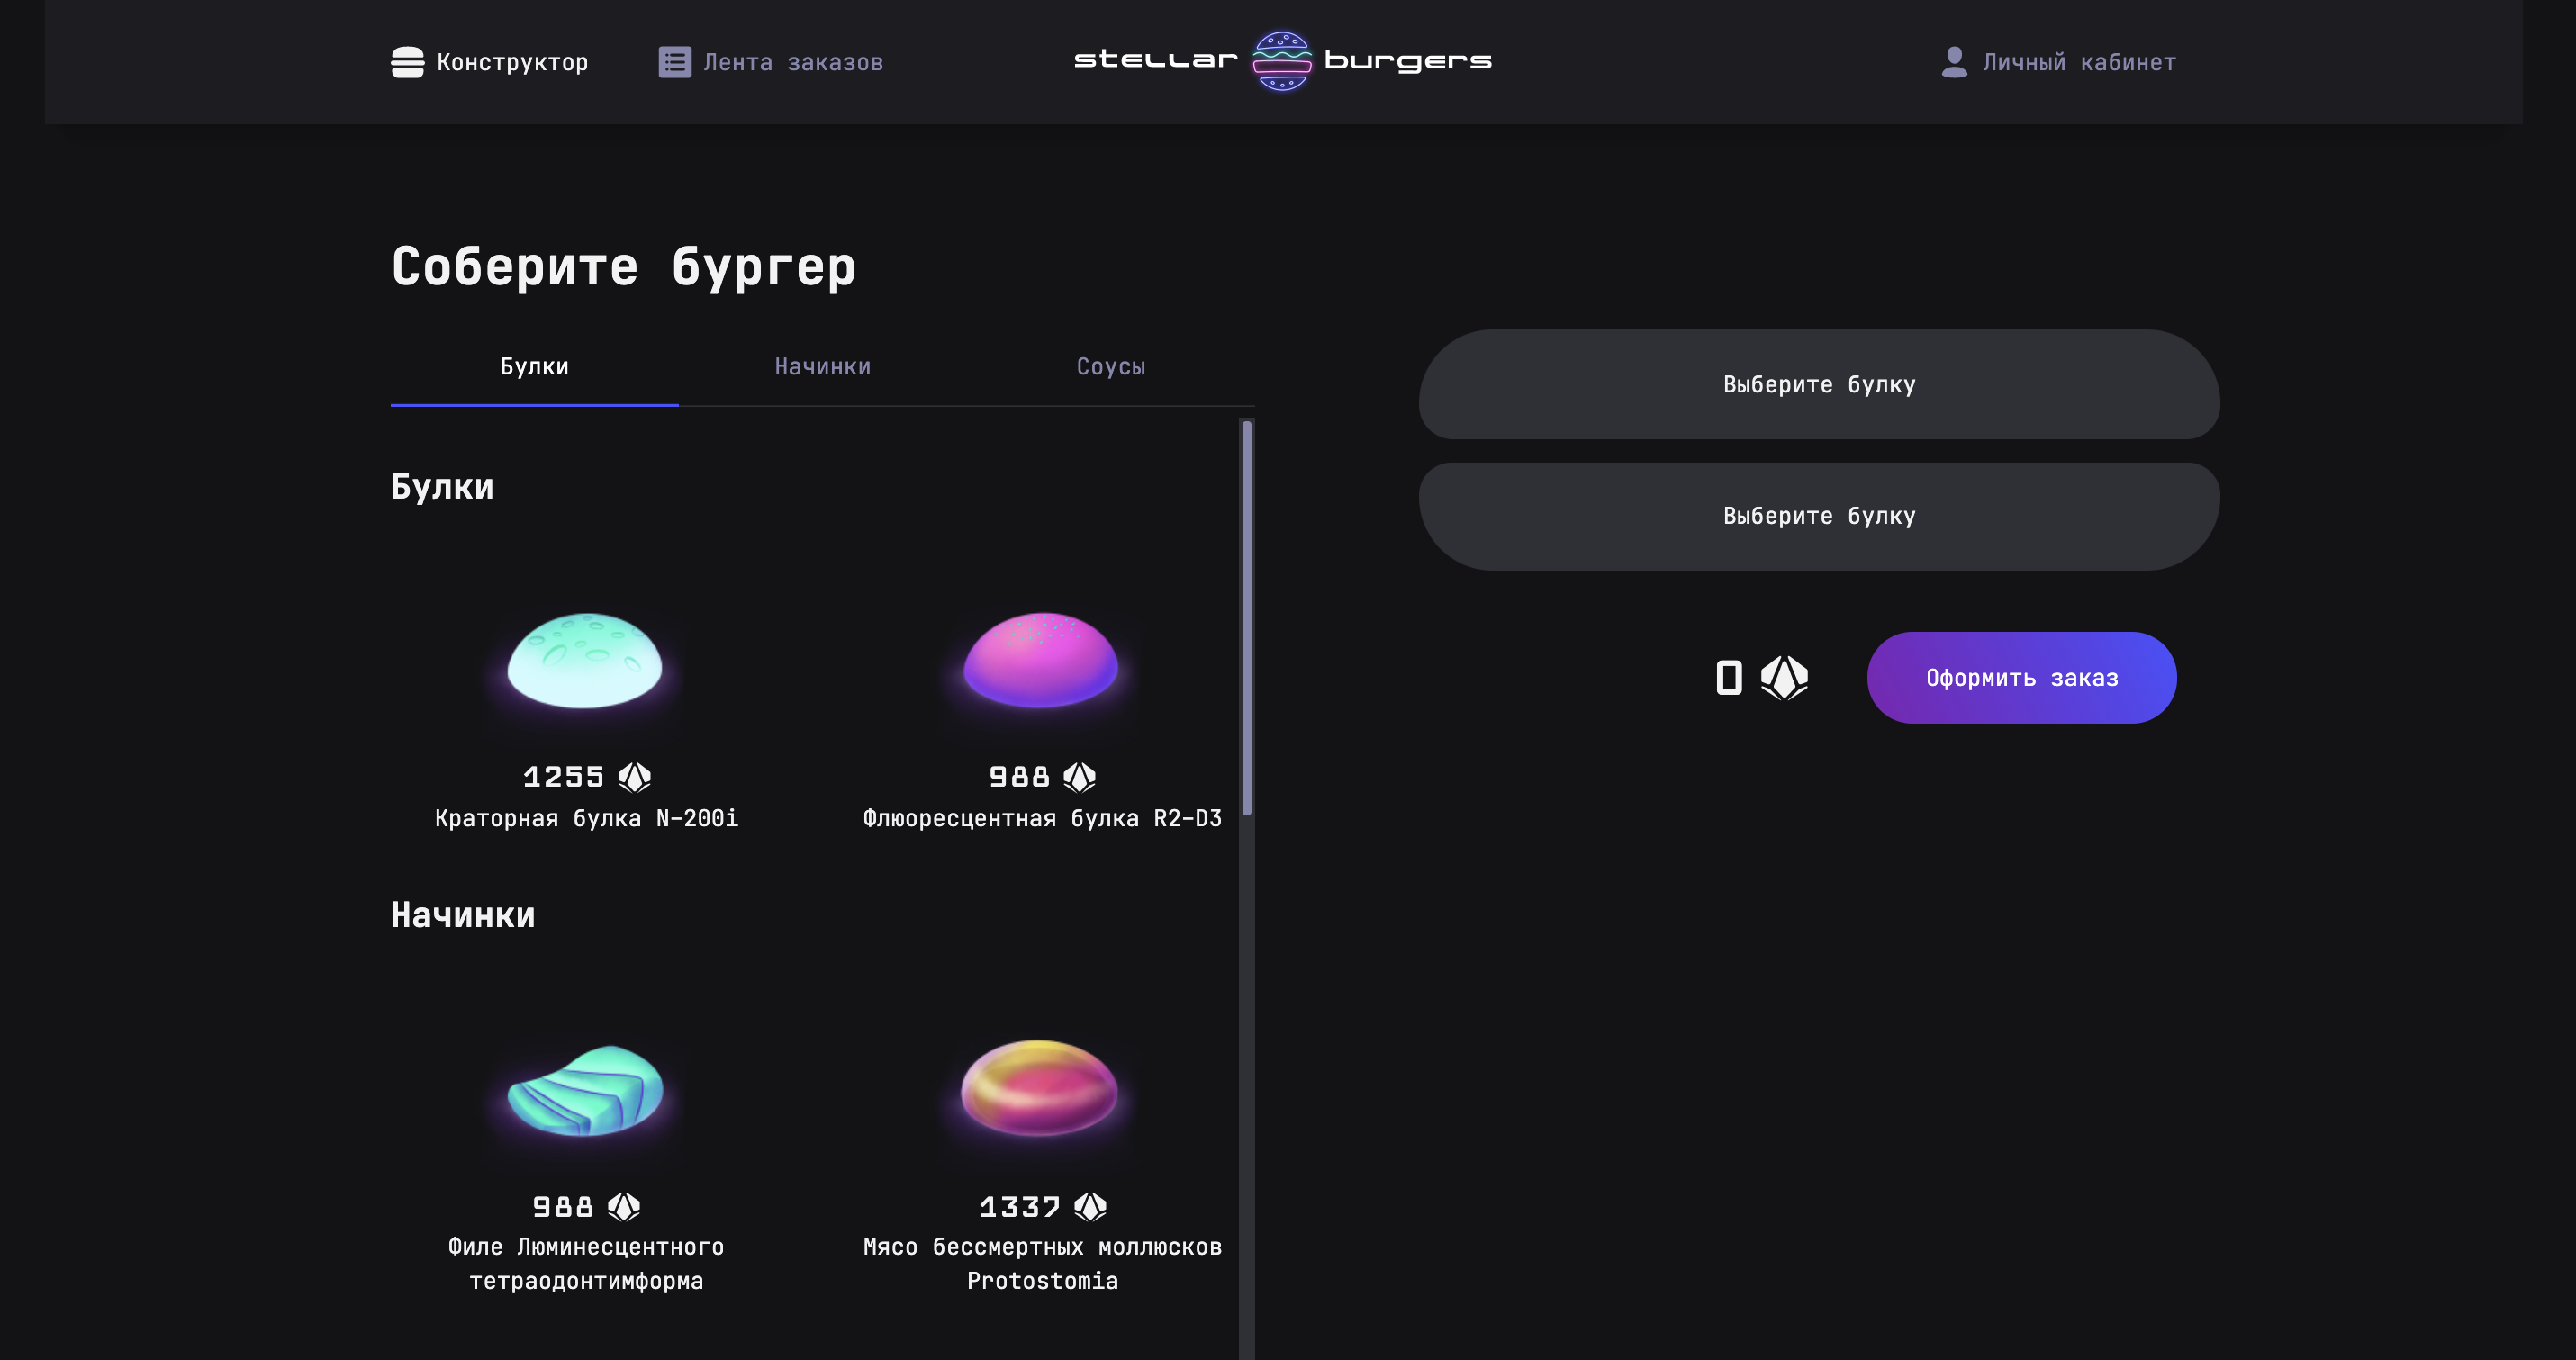 Конструктор
Лента заказов
stellar burgers
Личный кабинет
Соберите бургер
Булки
Начинки
Соусы
Булки
1255
Краторная булка N-200i
988
Флюоресцентная булка R2-D3
Начинки
988
Филе Люминесцентного
тетраодонтимформа
1337
Мясо бессмертных моллюсков
Protostomia
Выберите булку
Выберите булку
0
Оформить заказ